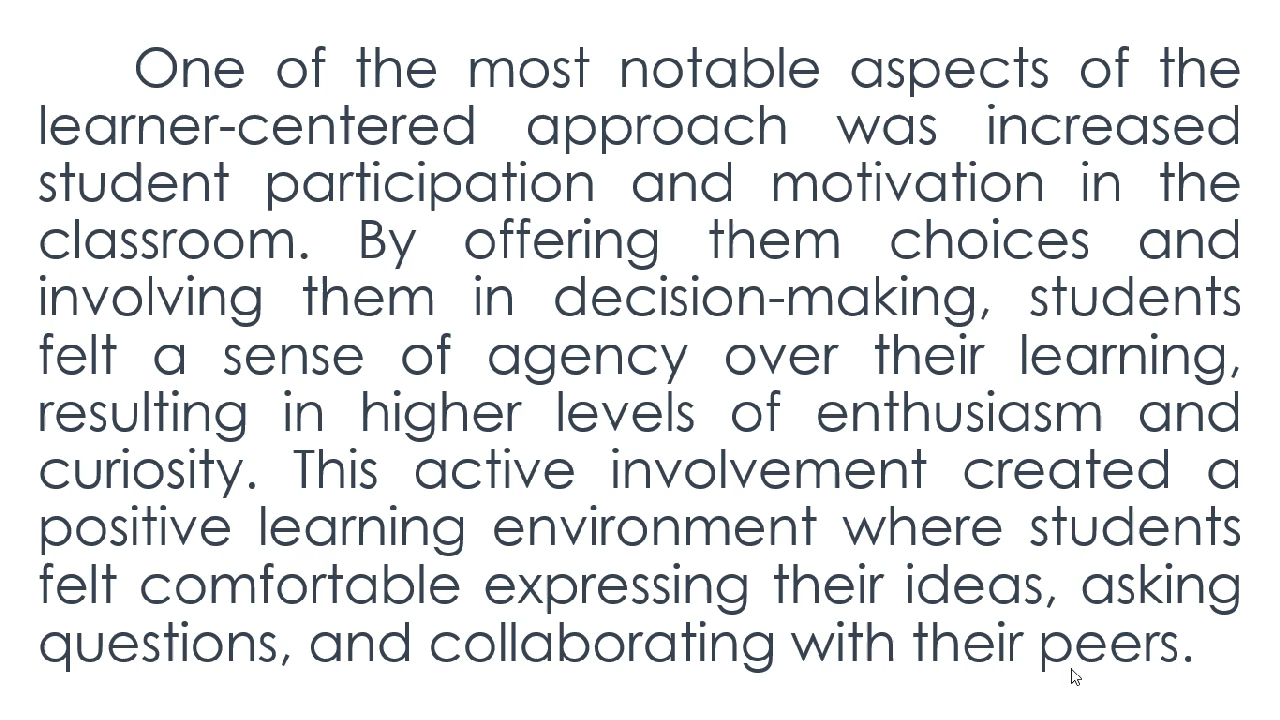 One of the most notable aspects of the
learner-centered approach was increased
student participation and motivation in the
classroom. By offering them choices and
involving them in decision-making, students
felt a sense of agency over their learning,
resulting in higher levels of enthusiasm and
curiosity. This active involvement created a
positive learning environment where students
felt comfortable expressing their ideas, asking
questions, and collaborating with their peers.